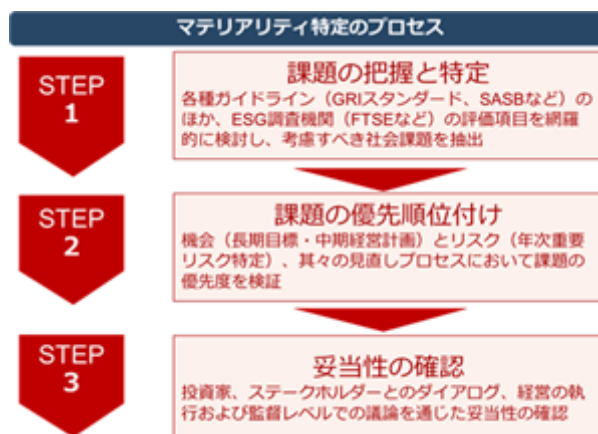 マテリアリティ特定のプロセス
STEP
1
課題の把握と特定
各種ガイドライン（GRIスタンダード、SASBなど）の
ほか、ESG調査機関（FTSEなど）の評価項目を網羅
的に検討し、考慮すべき社会課題を抽出
STEP
2
課題の優先順位付け
機会（長期目標・中期経営計画）とリスク（年次重要
リスク特定）、其々の見直しプロセスにおいて課題の
優先度を検証
STEP
3
妥当性の確認
投資家、ステークホルダーとのダイアログ、経営の執
行および監督レベルでの議論を通じた妥当性の確認